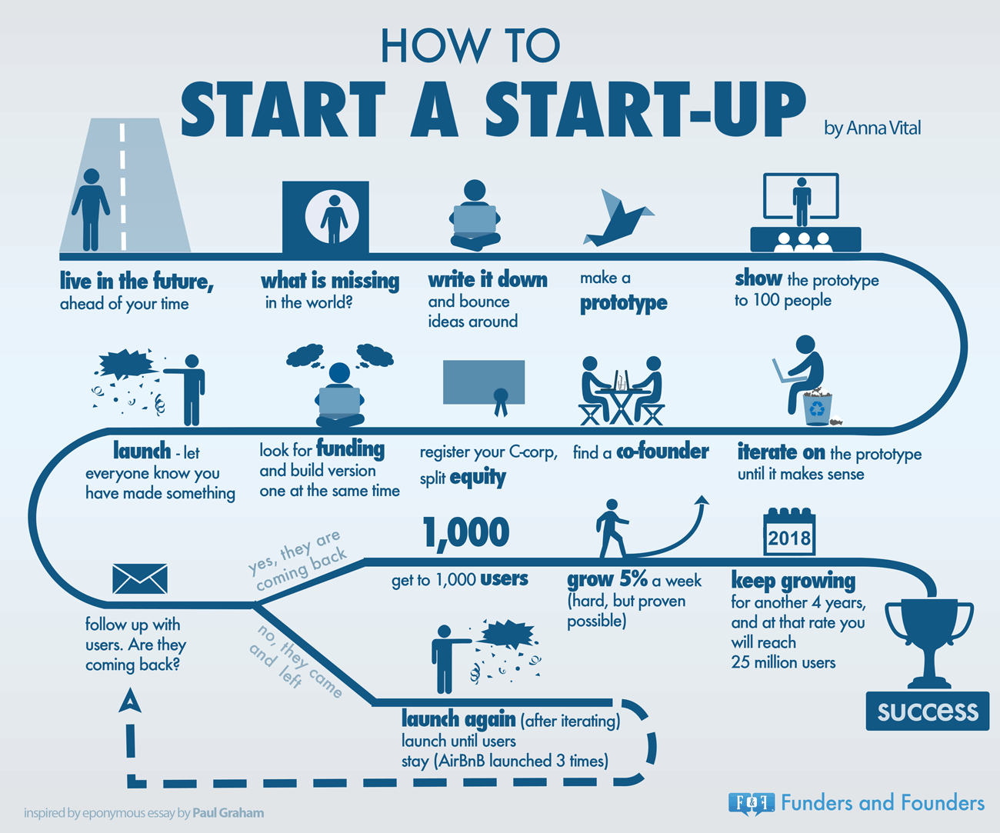 HOW TO
START A START-UP
by Anna Vital
live in the future,
ahead of your time
what is missing
in the world?
write it down
and bounce
ideas around
make a
prototype
show the prototype
to 100 people
launch - let
everyone know you
have made something
look for funding
and build version
one at the same time
register your C-corp,
split equity
find a co-founder
iterate on the prototype
until it makes sense
follow up with
users. Are they
coming back?
yes, they are
coming back
no, they came
and left
1,000
get to 1,000 users
grow 5% a week
(hard, but proven
possible)
2018
keep growing
for another 4 years,
and at that rate you
will reach
25 million users
success
launch again (after iterating)
launch until users
stay (AirBnB launched 3 times)
inspired by eponymous essay by Paul Graham
F & F
Funders and Founders